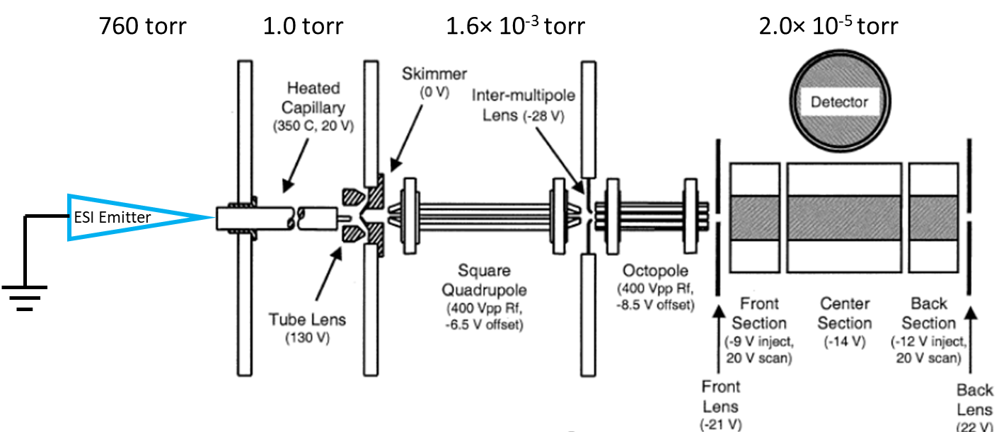 760 torr
1.0 torr
1.6× 10⁻³ torr
2.0× 10⁻⁵ torr
Skimmer
(0 V)
Heated
Capillary
(350 C, 20 V)
Inter-multipole
Lens (-28 V)
Detector
ESI Emitter
Tube Lens
(130 V)
Square
Quadrupole
(400 Vpp Rf,
-6.5 V offset)
Octopole
(400 Vpp Rf,
-8.5 V offset)
Front
Section
(-9 V inject,
20 V scan)
Center
Section
(-14 V)
Back
Section
(-12 V inject,
20 V scan)
Front
Lens
(-21 V)
Back
Lens
(22 V)